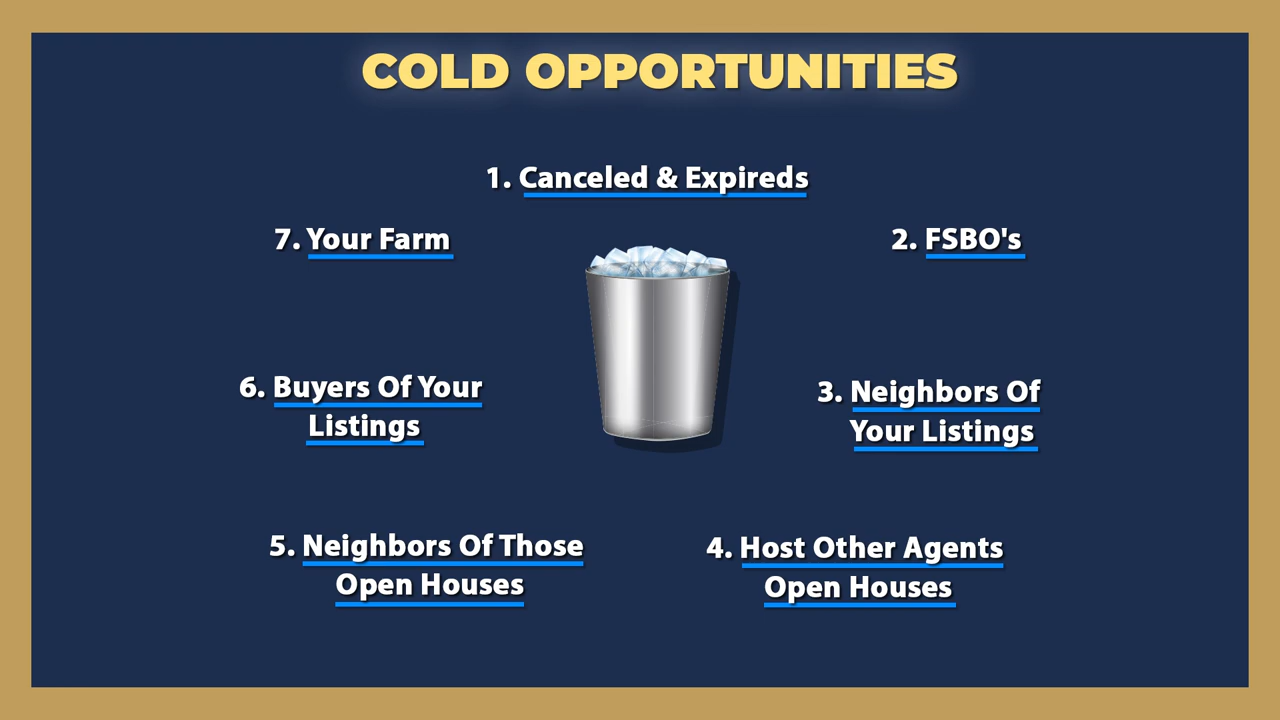 COLD OPPORTUNITIES
1. Canceled & Expireds
2. FSBO's
3. Neighbors Of
Your Listings
4. Host Other Agents
Open Houses
5. Neighbors Of Those
Open Houses
6. Buyers Of Your
Listings
7. Your Farm